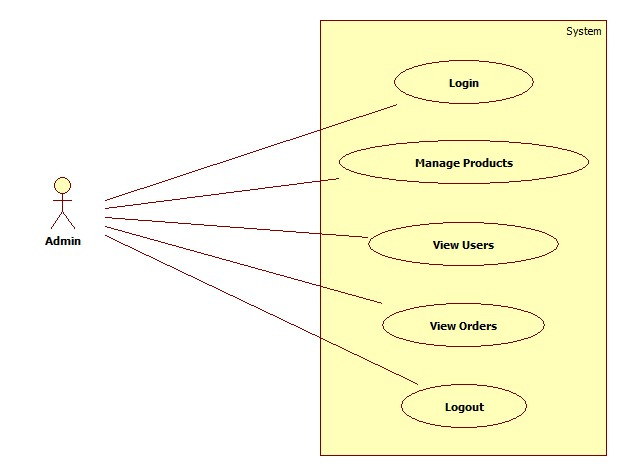 System
Login
Manage Products
Admin
View Users
View Orders
Logout